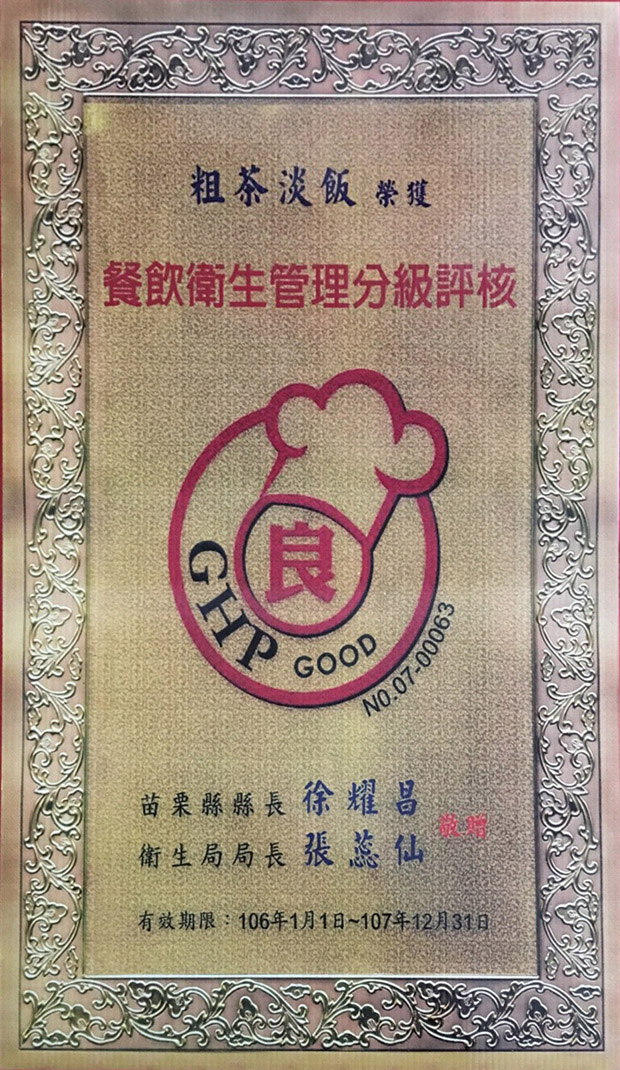 粗茶淡飯 榮獲
餐飲衛生管理分級評核
良
GHP GOOD
NO.07-00063
苗栗縣縣長 徐耀昌
衛生局局長 張蕊仙
敬贈
有效期限：106年1月1日~107年12月31日